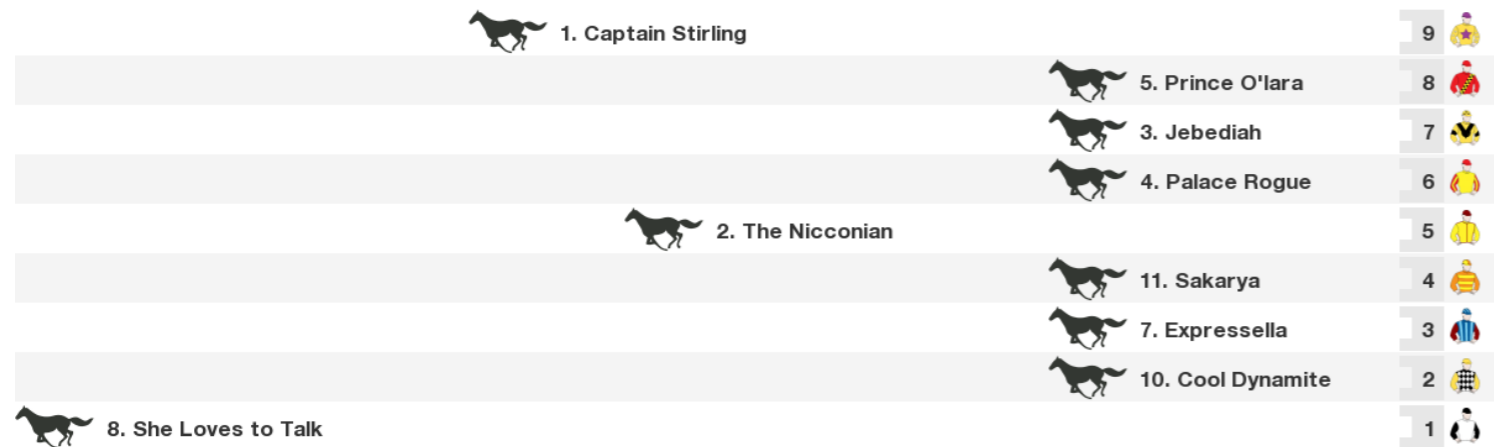 1. Captain Stirling 9
5. Prince O'lara 8
3. Jebediah 7
4. Palace Rogue 6
2. The Nicconian 5
11. Sakarya 4
7. Expressella 3
10. Cool Dynamite 2
8. She Loves to Talk 1